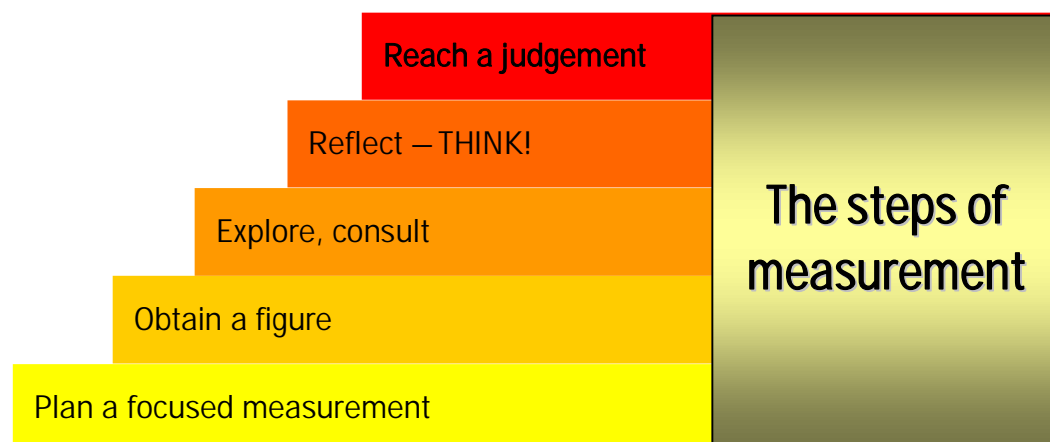 Reach a judgement
Reflect – THINK!
Explore, consult
Obtain a figure
Plan a focused measurement
The steps of
measurement